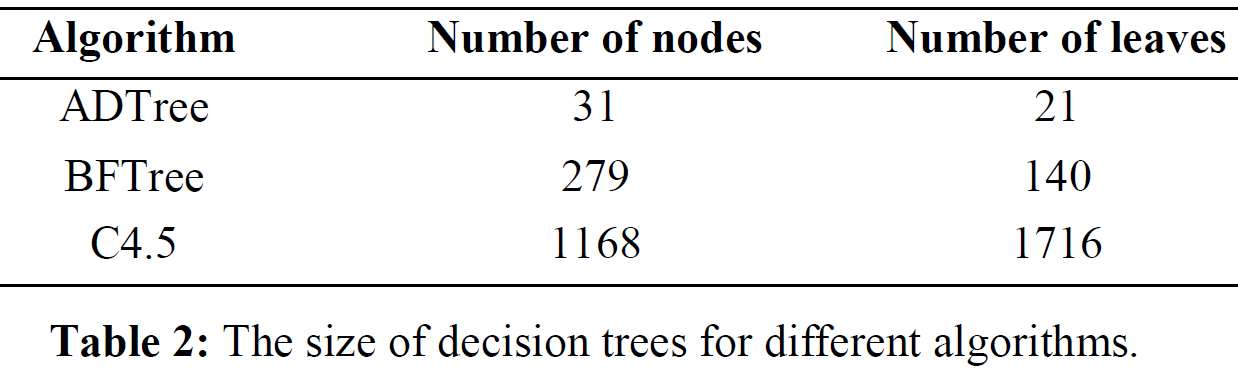 Algorithm Number of nodes Number of leaves
ADTree 31 21
BFTree 279 140
C4.5 1168 1716
Table 2: The size of decision trees for different algorithms.